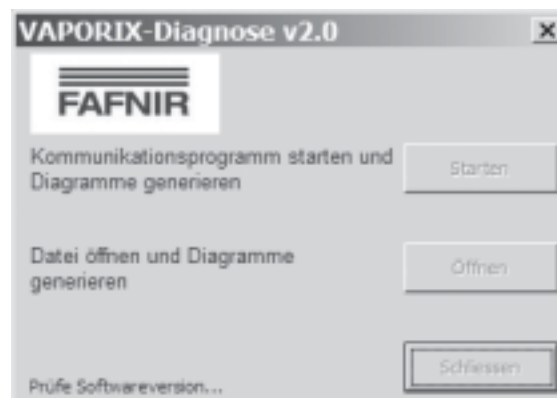 VAPORIX-Diagnose v2.0
FAFNIR
Kommunikationsprogramm starten und
Diagramme generieren
Starten
Datei öffnen und Diagramme
generieren
Öffnen
Schliessen
Prüfe Softwareversion...